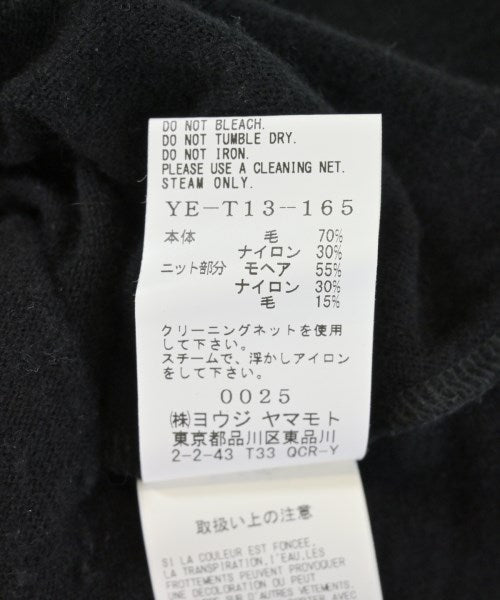 DO NOT BLEACH.
DO NOT TUMBLE DRY.
DO NOT IRON.
PLEASE USE A CLEANING NET.
STEAM ONLY.
YE-T13-165
本体 毛 70%
ナイロン 30%
ニット部分 モヘア 55%
ナイロン 30%
毛 15%
クリーニングネットを使用
して下さい。
スチームで、浮かしアイロン
をして下さい。
0025
㈱ヨウジ ヤマモト
東京都品川区東品川
2-2-43 T33 QCR-Y
取扱い上の注意
SI LA COULEUR EST FONCEE,
LA TRANSPIRATION, L'EAU, LES
FROTTEMENTS PEUVENT PROVOQUER
UNE DECOLORATION OU PEUT